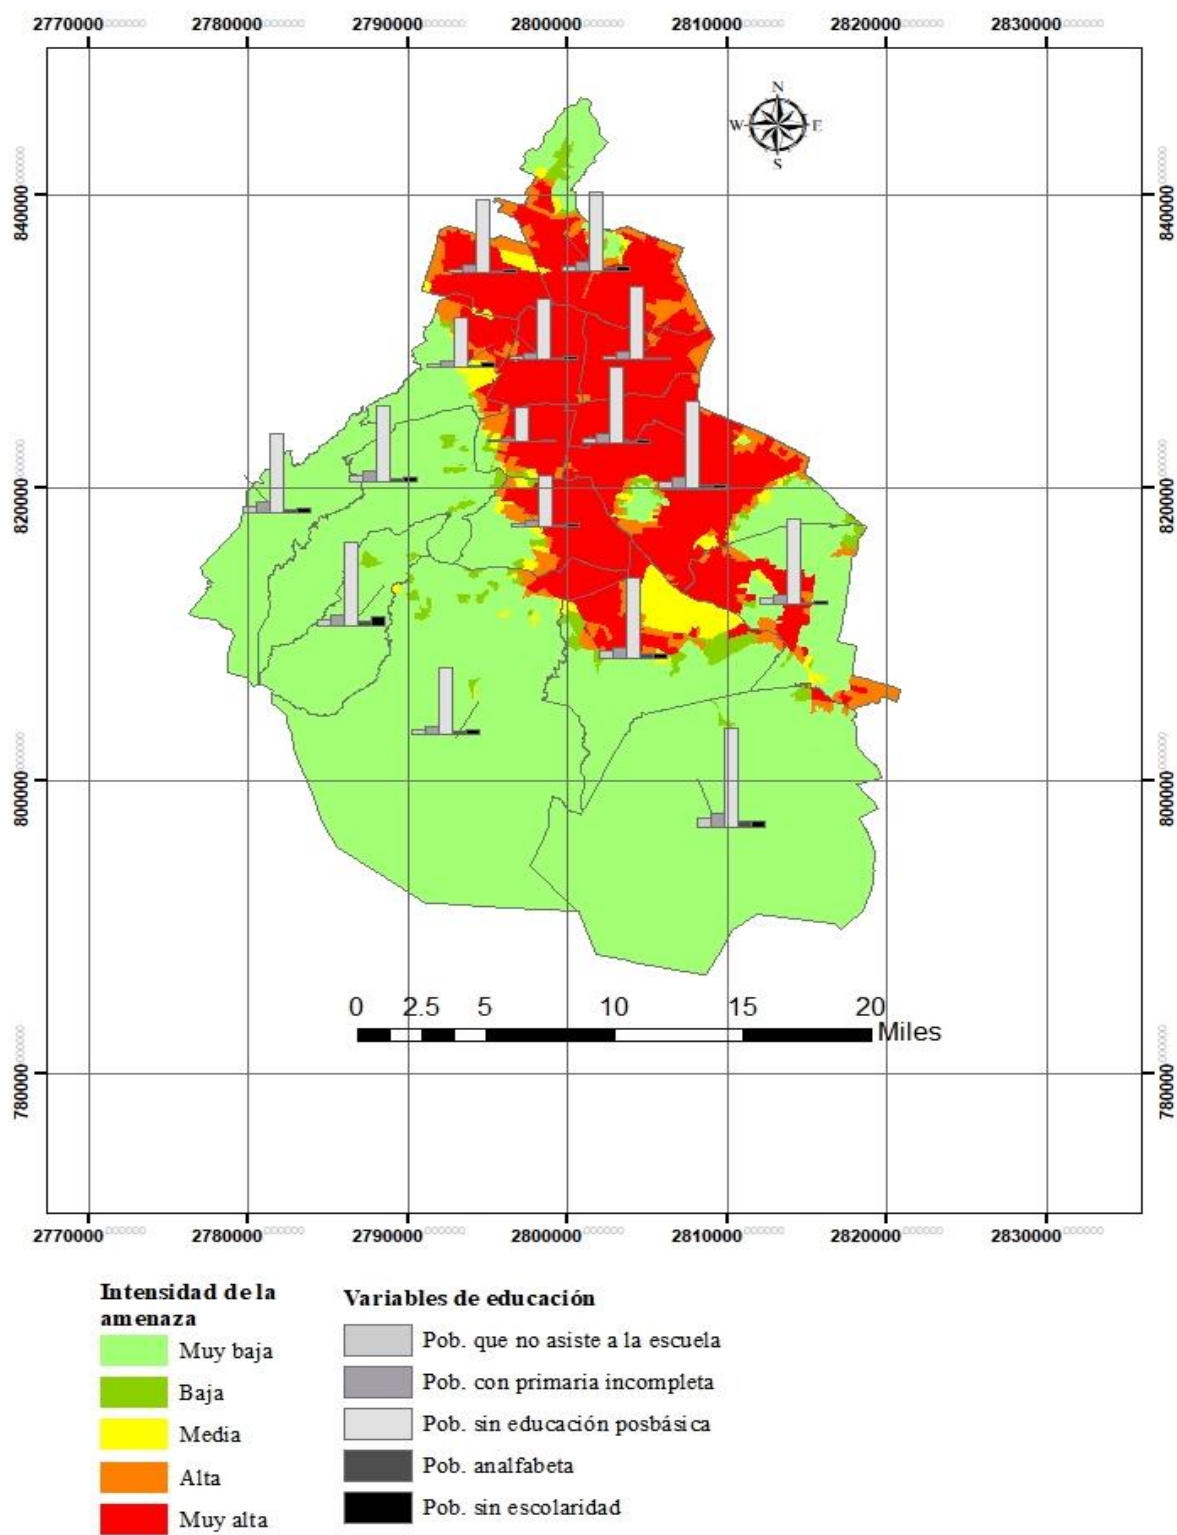 2770000 2780000 2790000 2800000 2810000 2820000 2830000
N
W E
S
840000 840000
820000 820000
800000 800000
0 2.5 5 10 15 20
Miles
780000 780000
2770000 2780000 2790000 2800000 2810000 2820000 2830000
Intensidad de la
amenaza
Muy baja
Baja
Media
Alta
Muy alta
Variables de educación
Pob. que no asiste a la escuela
Pob. con primaria incompleta
Pob. sin educación posbásica
Pob. analfabeta
Pob. sin escolaridad